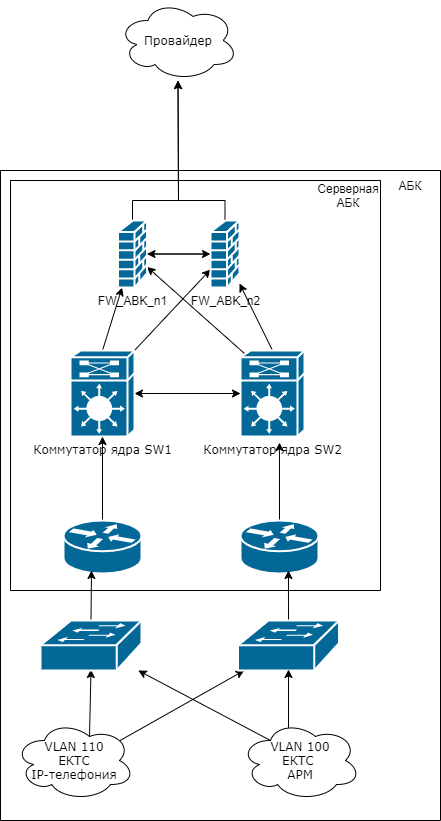 Провайдер
АБК
Серверная
АБК
FW_ABK_n1
FW_ABK_n2
Коммутатор ядра SW1
Коммутатор ядра SW2
VLAN 110
ЕКТС
IP-телефония
VLAN 100
ЕКТС
АРМ